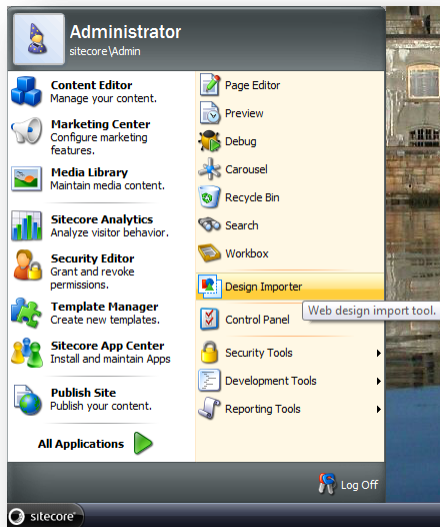 Administrator
sitecore\Admin
Content Editor
Manage your content.
Marketing Center
Configure marketing
features.
Media Library
Maintain media content.
Sitecore Analytics
Analyze visitor behavior.
Security Editor
Grant and revoke
permissions.
Template Manager
Create new templates.
Sitecore App Center
Install and maintain Apps
Publish Site
Publish your content.
All Applications
Page Editor
Preview
Debug
Carousel
Recycle Bin
Search
Workbox
Design Importer
Web design import tool.
Control Panel
Security Tools
Development Tools
Reporting Tools
Log Off
sitecore